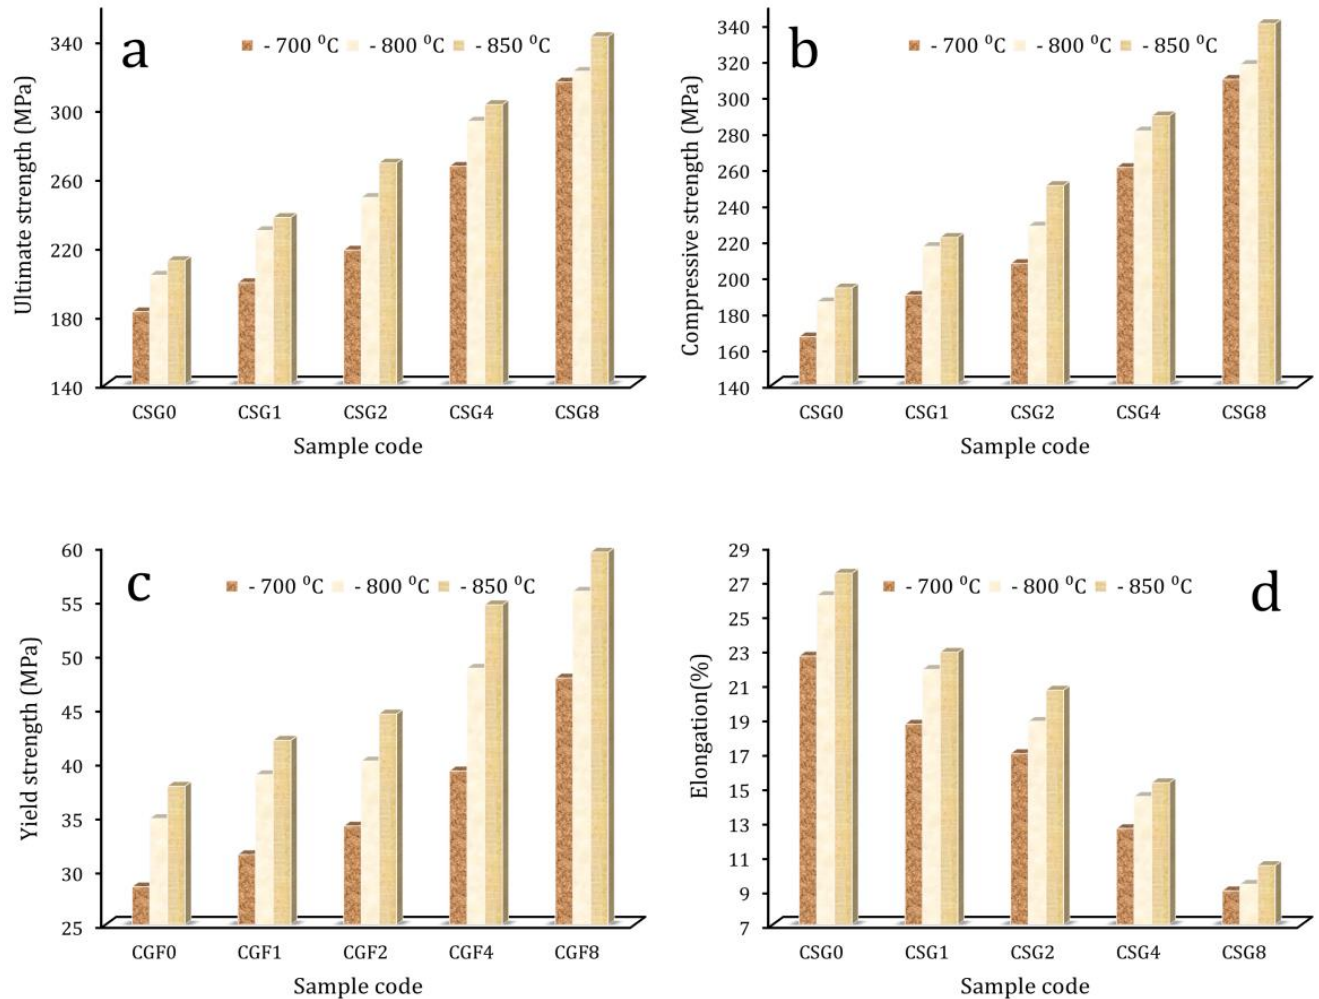 a
- 700 ⁰C - 800 ⁰C - 850 ⁰C
Ultimate strength (MPa)
340
300
260
220
180
140
CSG0 CSG1 CSG2 CSG4 CSG8
Sample code
b
- 700 ⁰C - 800 ⁰C - 850 ⁰C
Compressive strength (MPa)
340
320
300
280
260
240
220
200
180
160
140
CSG0 CSG1 CSG2 CSG4 CSG8
Sample code
c
- 700 ⁰C - 800 ⁰C - 850 ⁰C
Yield strength (MPa)
60
55
50
45
40
35
30
25
CGF0 CGF1 CGF2 CGF4 CGF8
Sample code
d
- 700 ⁰C - 800 ⁰C - 850 ⁰C
Elongation(%)
29
27
25
23
21
19
17
15
13
11
9
7
CSG0 CSG1 CSG2 CSG4 CSG8
Sample code